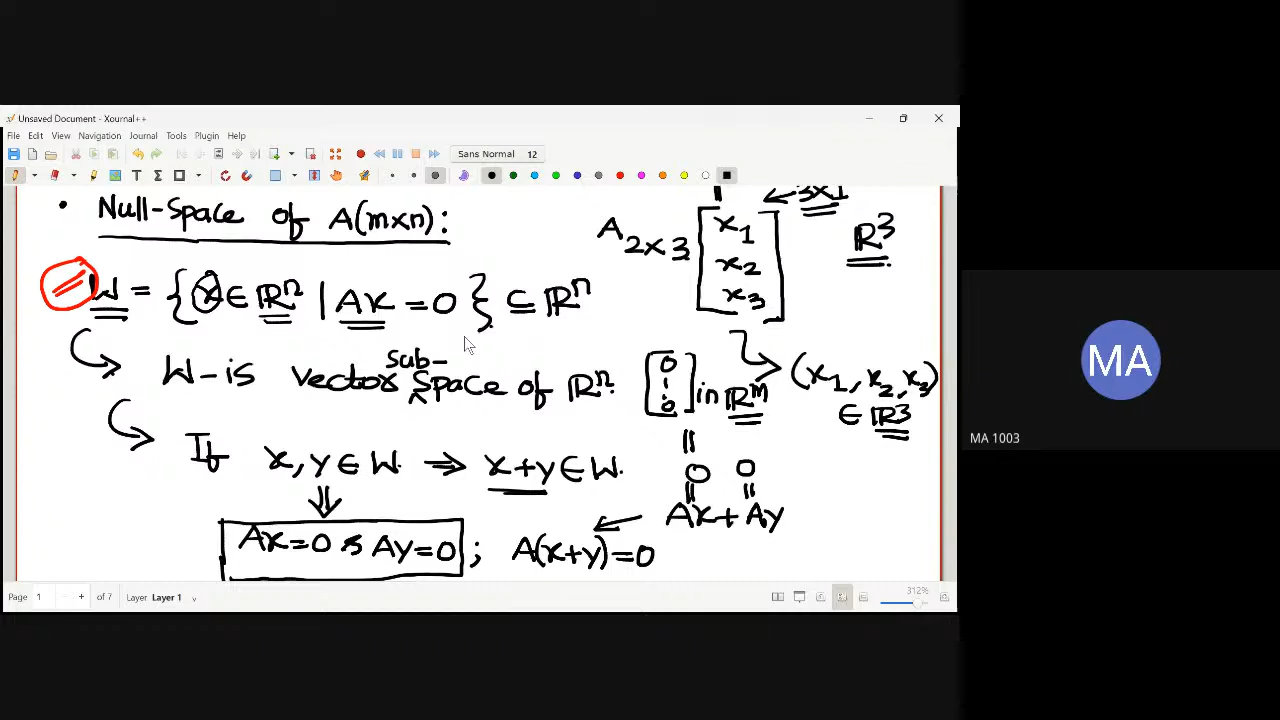 Unsaved Document - Xournal++
File Edit View Navigation Journal Tools Plugin Help
Sans Normal 12
• Null-Space of A(m×n):
W = {x ∈ ℝⁿ | Ax = 0} ⊆ ℝⁿ
W-is vector sub-space of ℝⁿ.
If x, y ∈ W. ⇒ x+y ∈ W.
⇓
Ax=0 & Ay=0 ; A(x+y)=0
3×1
A₂ₓ₃ [x₁
x₂
x₃]
ℝ³
(x₁, x₂, x₃)
∈ ℝ³
[0
⋮
0] in ℝᵐ
=
0 0
= =
Ax+Ay
Page 1 of 7 Layer Layer 1 312%
MA
MA 1003